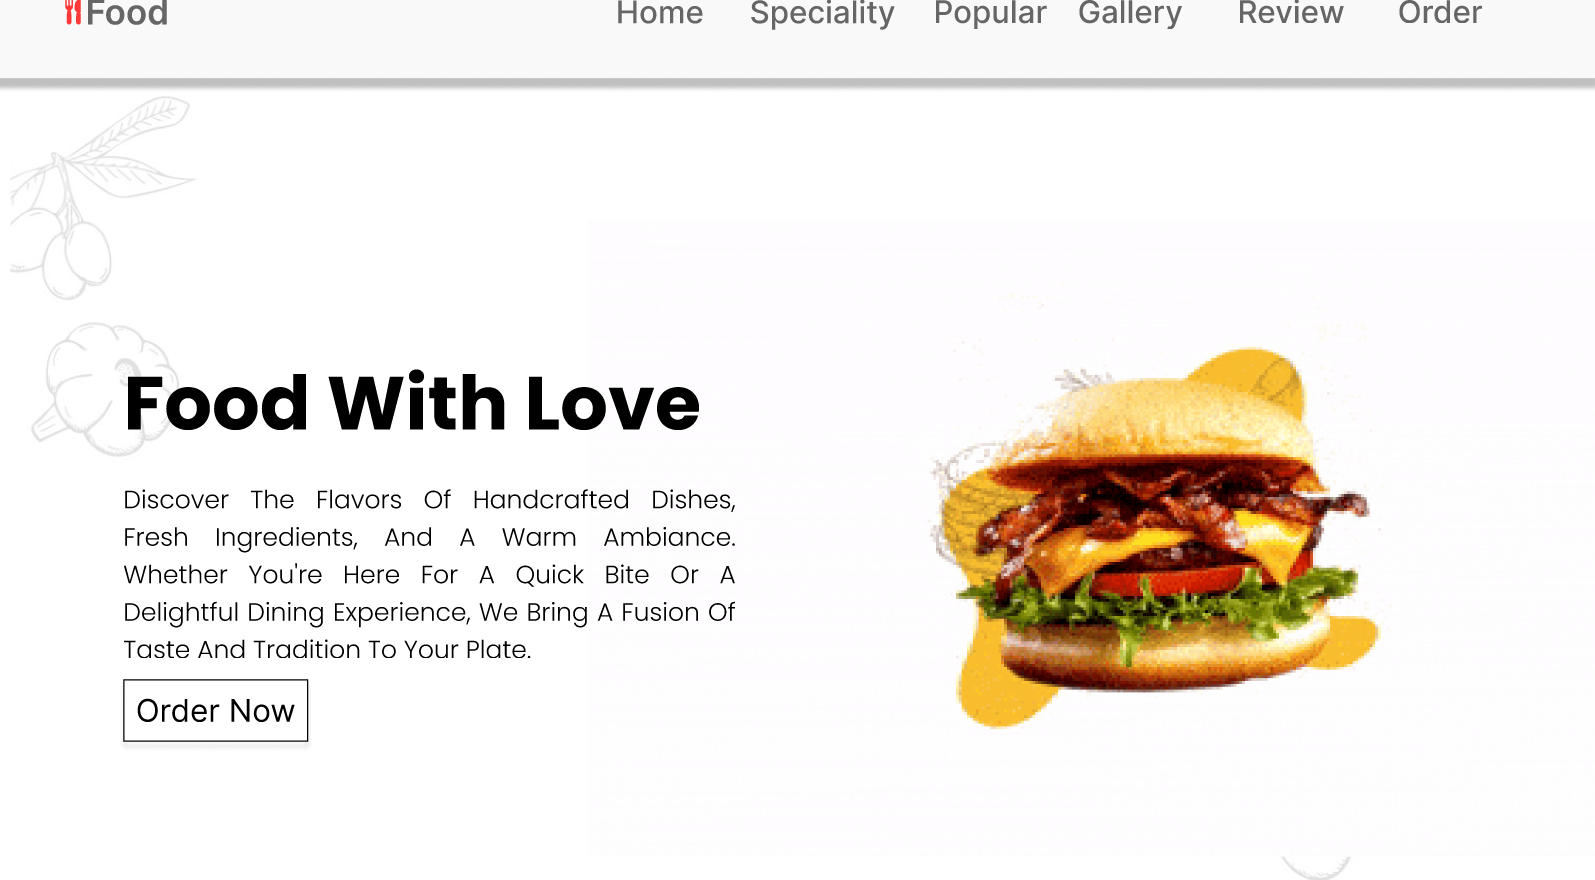 Food
Home Speciality Popular Gallery Review Order
Food With Love
Discover The Flavors Of Handcrafted Dishes,
Fresh Ingredients, And A Warm Ambiance.
Whether You're Here For A Quick Bite Or A
Delightful Dining Experience, We Bring A Fusion Of
Taste And Tradition To Your Plate.
Order Now